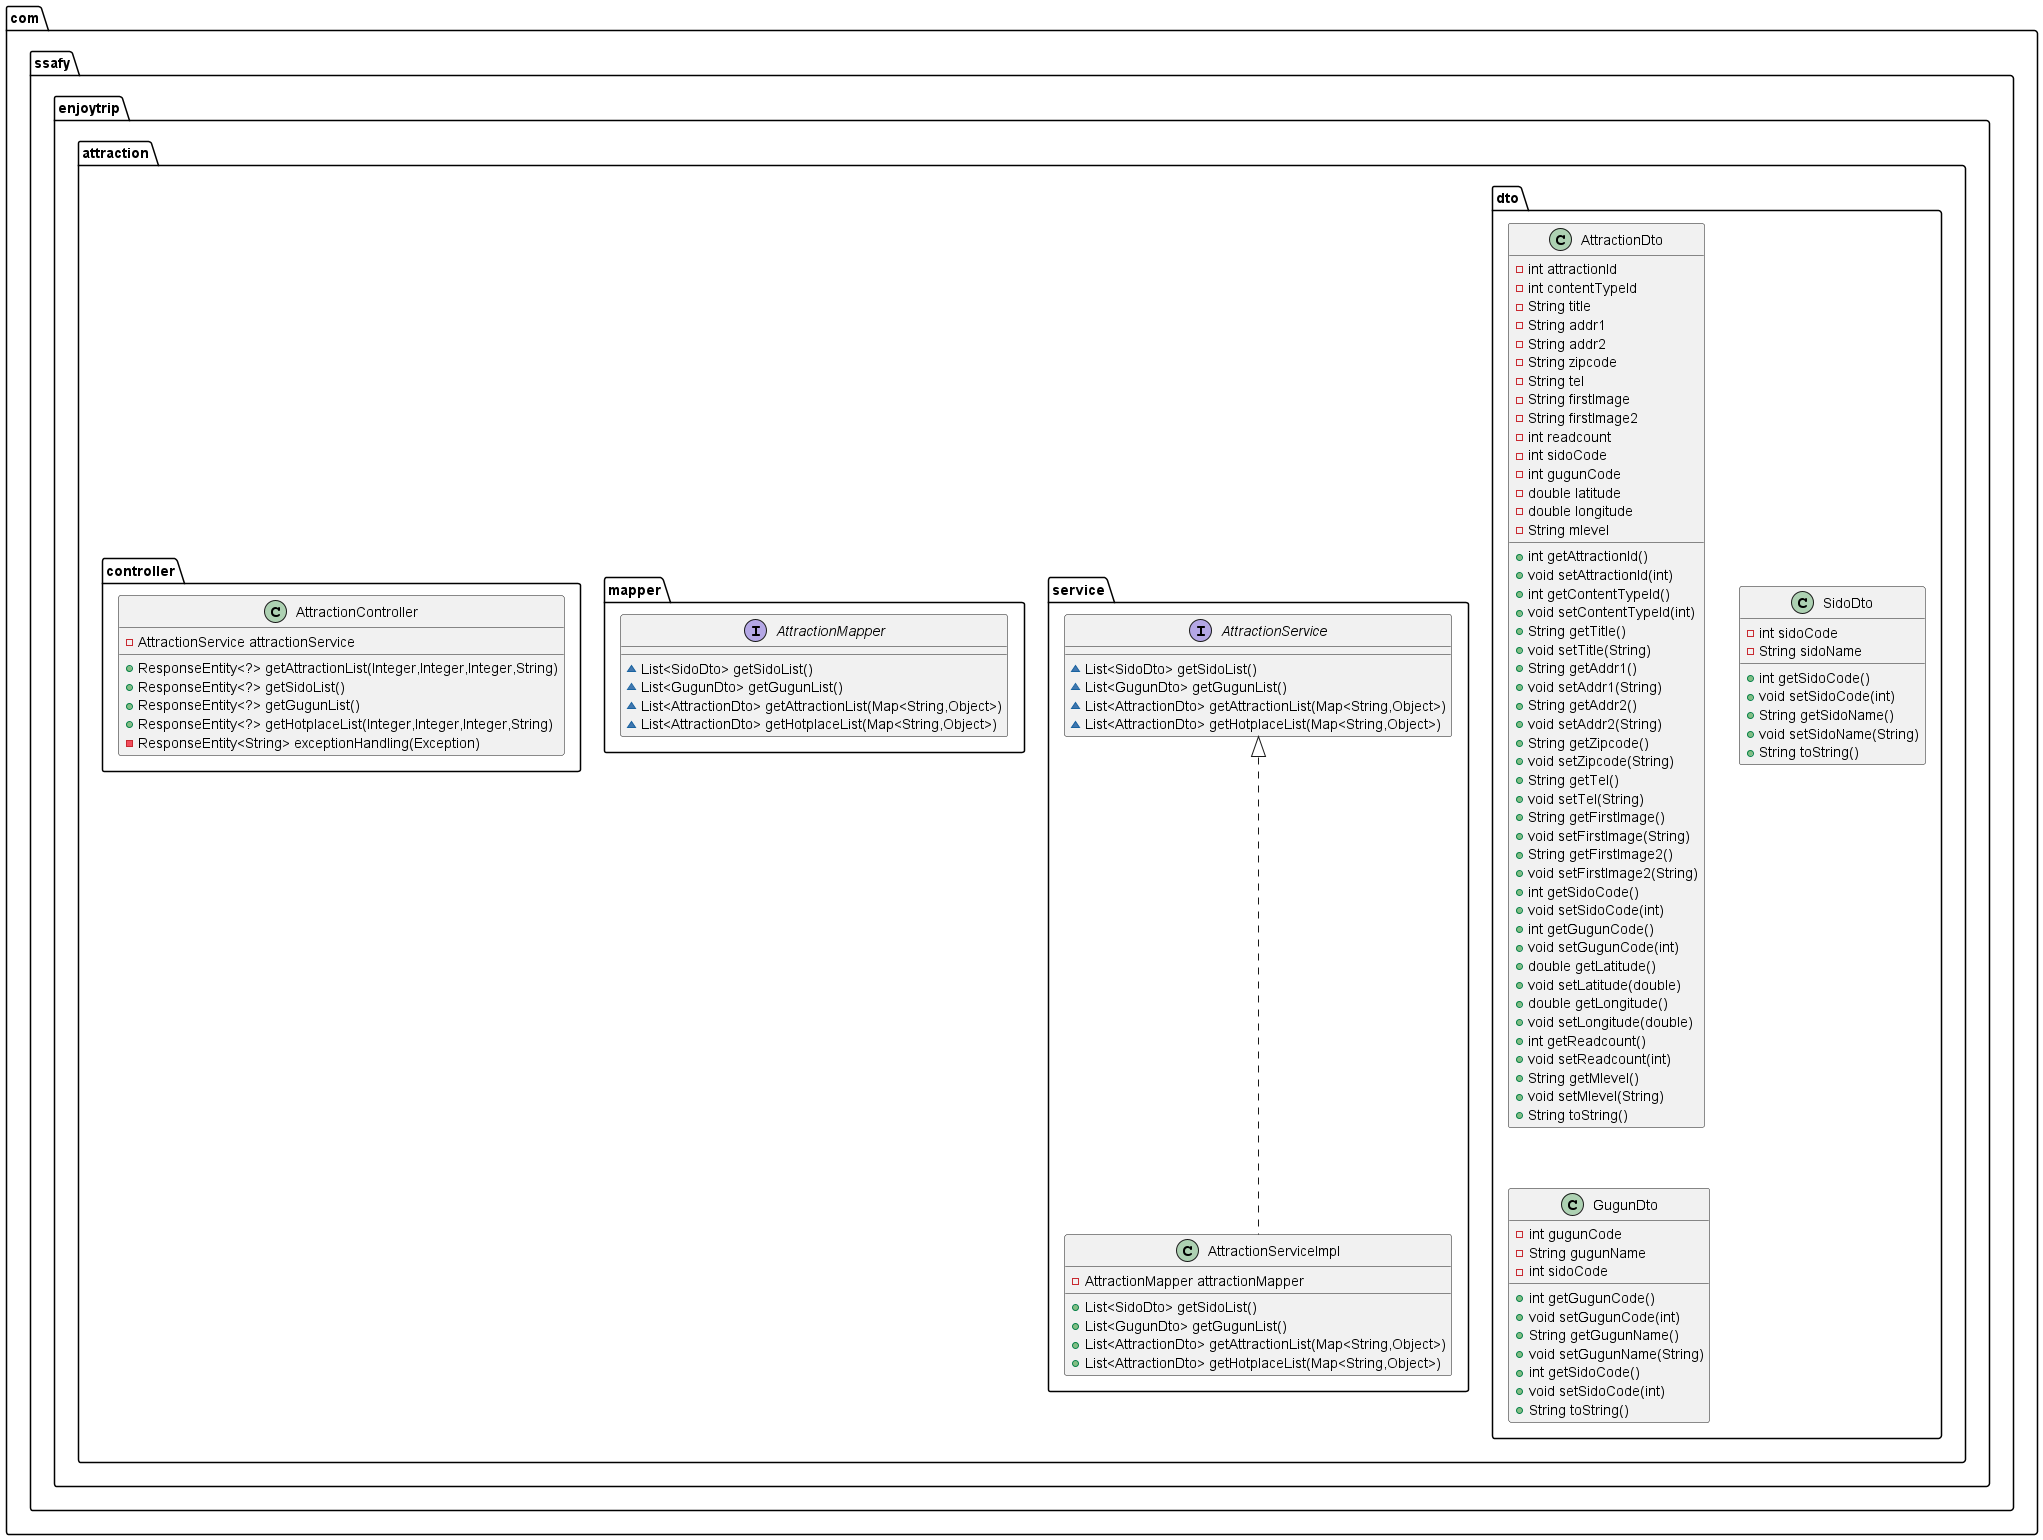 com
ssafy
enjoytrip
attraction
controller
C AttractionController
AttractionService attractionService
ResponseEntity<?> getAttractionList(Integer,Integer,Integer,String)
ResponseEntity<?> getSidoList()
ResponseEntity<?> getGugunList()
ResponseEntity<?> getHotplaceList(Integer,Integer,Integer,String)
ResponseEntity<String> exceptionHandling(Exception)
mapper
I AttractionMapper
List<SidoDto> getSidoList()
List<GugunDto> getGugunList()
List<AttractionDto> getAttractionList(Map<String,Object>)
List<AttractionDto> getHotplaceList(Map<String,Object>)
service
I AttractionService
List<SidoDto> getSidoList()
List<GugunDto> getGugunList()
List<AttractionDto> getAttractionList(Map<String,Object>)
List<AttractionDto> getHotplaceList(Map<String,Object>)
C AttractionServiceImpl
AttractionMapper attractionMapper
List<SidoDto> getSidoList()
List<GugunDto> getGugunList()
List<AttractionDto> getAttractionList(Map<String,Object>)
List<AttractionDto> getHotplaceList(Map<String,Object>)
dto
C AttractionDto
int attractionId
int contentTypeId
String title
String addr1
String addr2
String zipcode
String tel
String firstImage
String firstImage2
int readcount
int sidoCode
int gugunCode
double latitude
double longitude
String mlevel
int getAttractionId()
void setAttractionId(int)
int getContentTypeId()
void setContentTypeId(int)
String getTitle()
void setTitle(String)
String getAddr1()
void setAddr1(String)
String getAddr2()
void setAddr2(String)
String getZipcode()
void setZipcode(String)
String getTel()
void setTel(String)
String getFirstImage()
void setFirstImage(String)
String getFirstImage2()
void setFirstImage2(String)
int getSidoCode()
void setSidoCode(int)
int getGugunCode()
void setGugunCode(int)
double getLatitude()
void setLatitude(double)
double getLongitude()
void setLongitude(double)
int getReadcount()
void setReadcount(int)
String getMlevel()
void setMlevel(String)
String toString()
C SidoDto
int sidoCode
String sidoName
int getSidoCode()
void setSidoCode(int)
String getSidoName()
void setSidoName(String)
String toString()
C GugunDto
int gugunCode
String gugunName
int sidoCode
int getGugunCode()
void setGugunCode(int)
String getGugunName()
void setGugunName(String)
int getSidoCode()
void setSidoCode(int)
String toString()